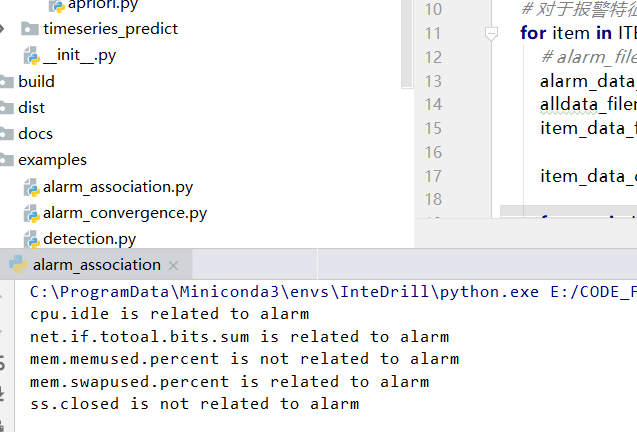 apriori.py
timeseries_predict
__init__.py
build
dist
docs
examples
alarm_association.py
alarm_convergence.py
detection.py
10
11
12
13
14
15
16
17
# 对于报警特征
for item in ITE
# alarm_file
alarm_data_
alldata_filer
item_data_f
item_data_c
alarm_association
C:\ProgramData\Miniconda3\envs\InteDrill\python.exe E:/CODE_F
cpu.idle is related to alarm
net.if.totoal.bits.sum is related to alarm
mem.memused.percent is not related to alarm
mem.swapused.percent is related to alarm
ss.closed is not related to alarm